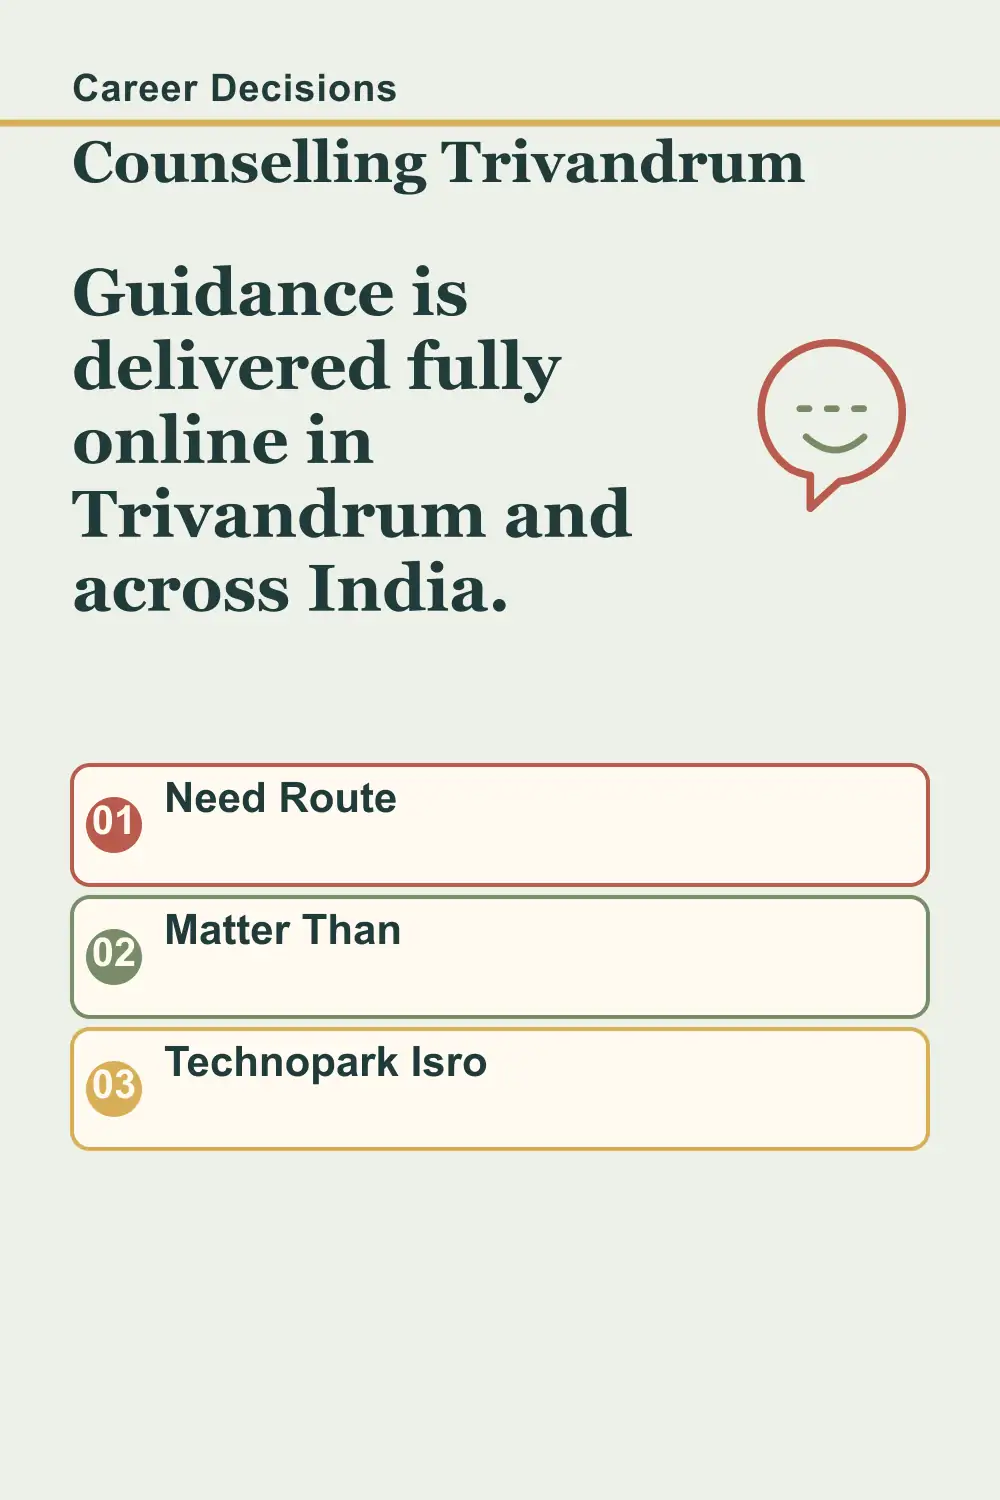 Career Decisions
Counselling Trivandrum
Guidance is
delivered fully
online in
Trivandrum and
across India.
01
Need Route
02
Matter Than
03
Technopark Isro